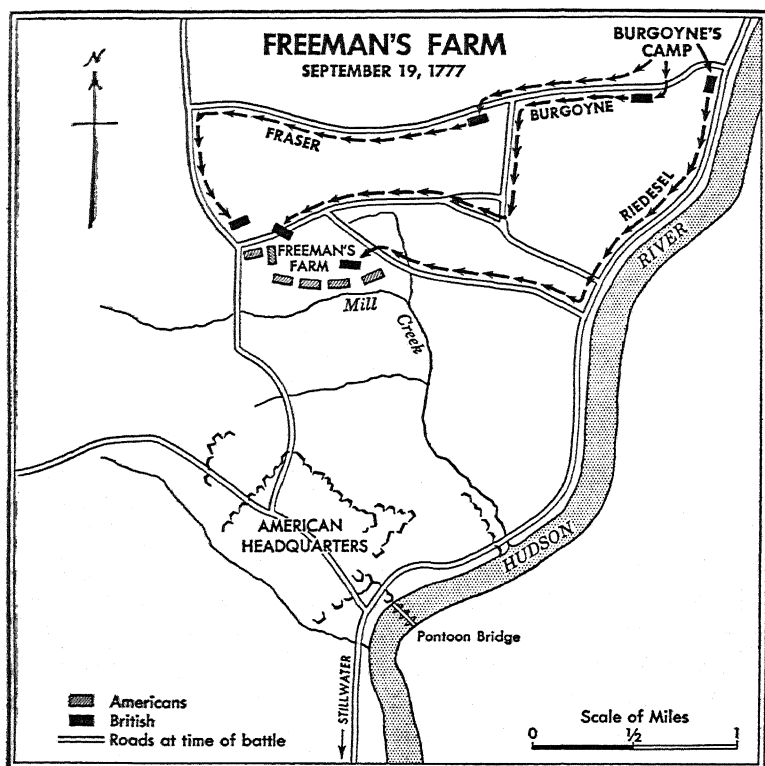 FREEMAN'S FARM
SEPTEMBER 19, 1777
BURGOYNE'S
CAMP
N
FRASER
BURGOYNE
RIEDESEL
RIVER
FREEMAN'S
FARM
Mill
Creek
AMERICAN
HEADQUARTERS
HUDSON
Pontoon Bridge
STILLWATER
Americans
British
Roads at time of battle
Scale of Miles
0 ½ 1